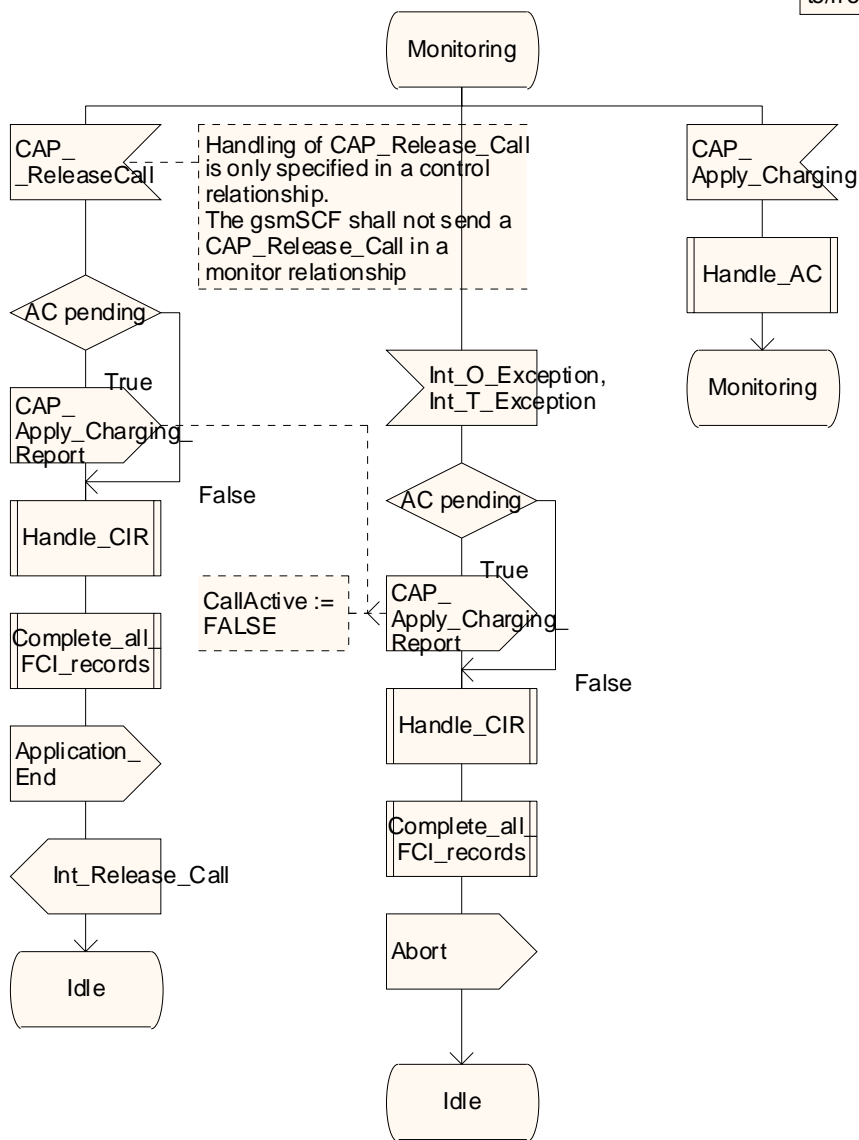 Monitoring
CAP_
_ReleaseCall
Handling of CAP_Release_Call
is only specified in a control
relationship.
The gsmSCF shall not send a
CAP_Release_Call in a
monitor relationship
CAP_
Apply_Charging
Handle_AC
Monitoring
AC pending
True
CAP_
Apply_Charging_
Report
False
Handle_CIR
Complete_all_
FCI_records
Application_
End
Int_Release_Call
Idle
Int_O_Exception,
Int_T_Exception
AC pending
True
CallActive :=
FALSE
CAP_
Apply_Charging_
Report
False
Handle_CIR
Complete_all_
FCI_records
Abort
Idle